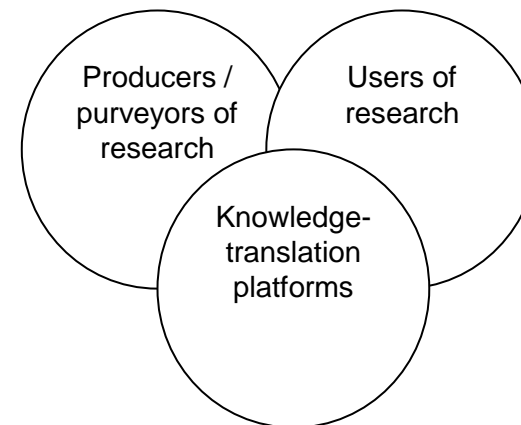 Producers /
purveyors of
research
Users of
research
Knowledge-
translation
platforms